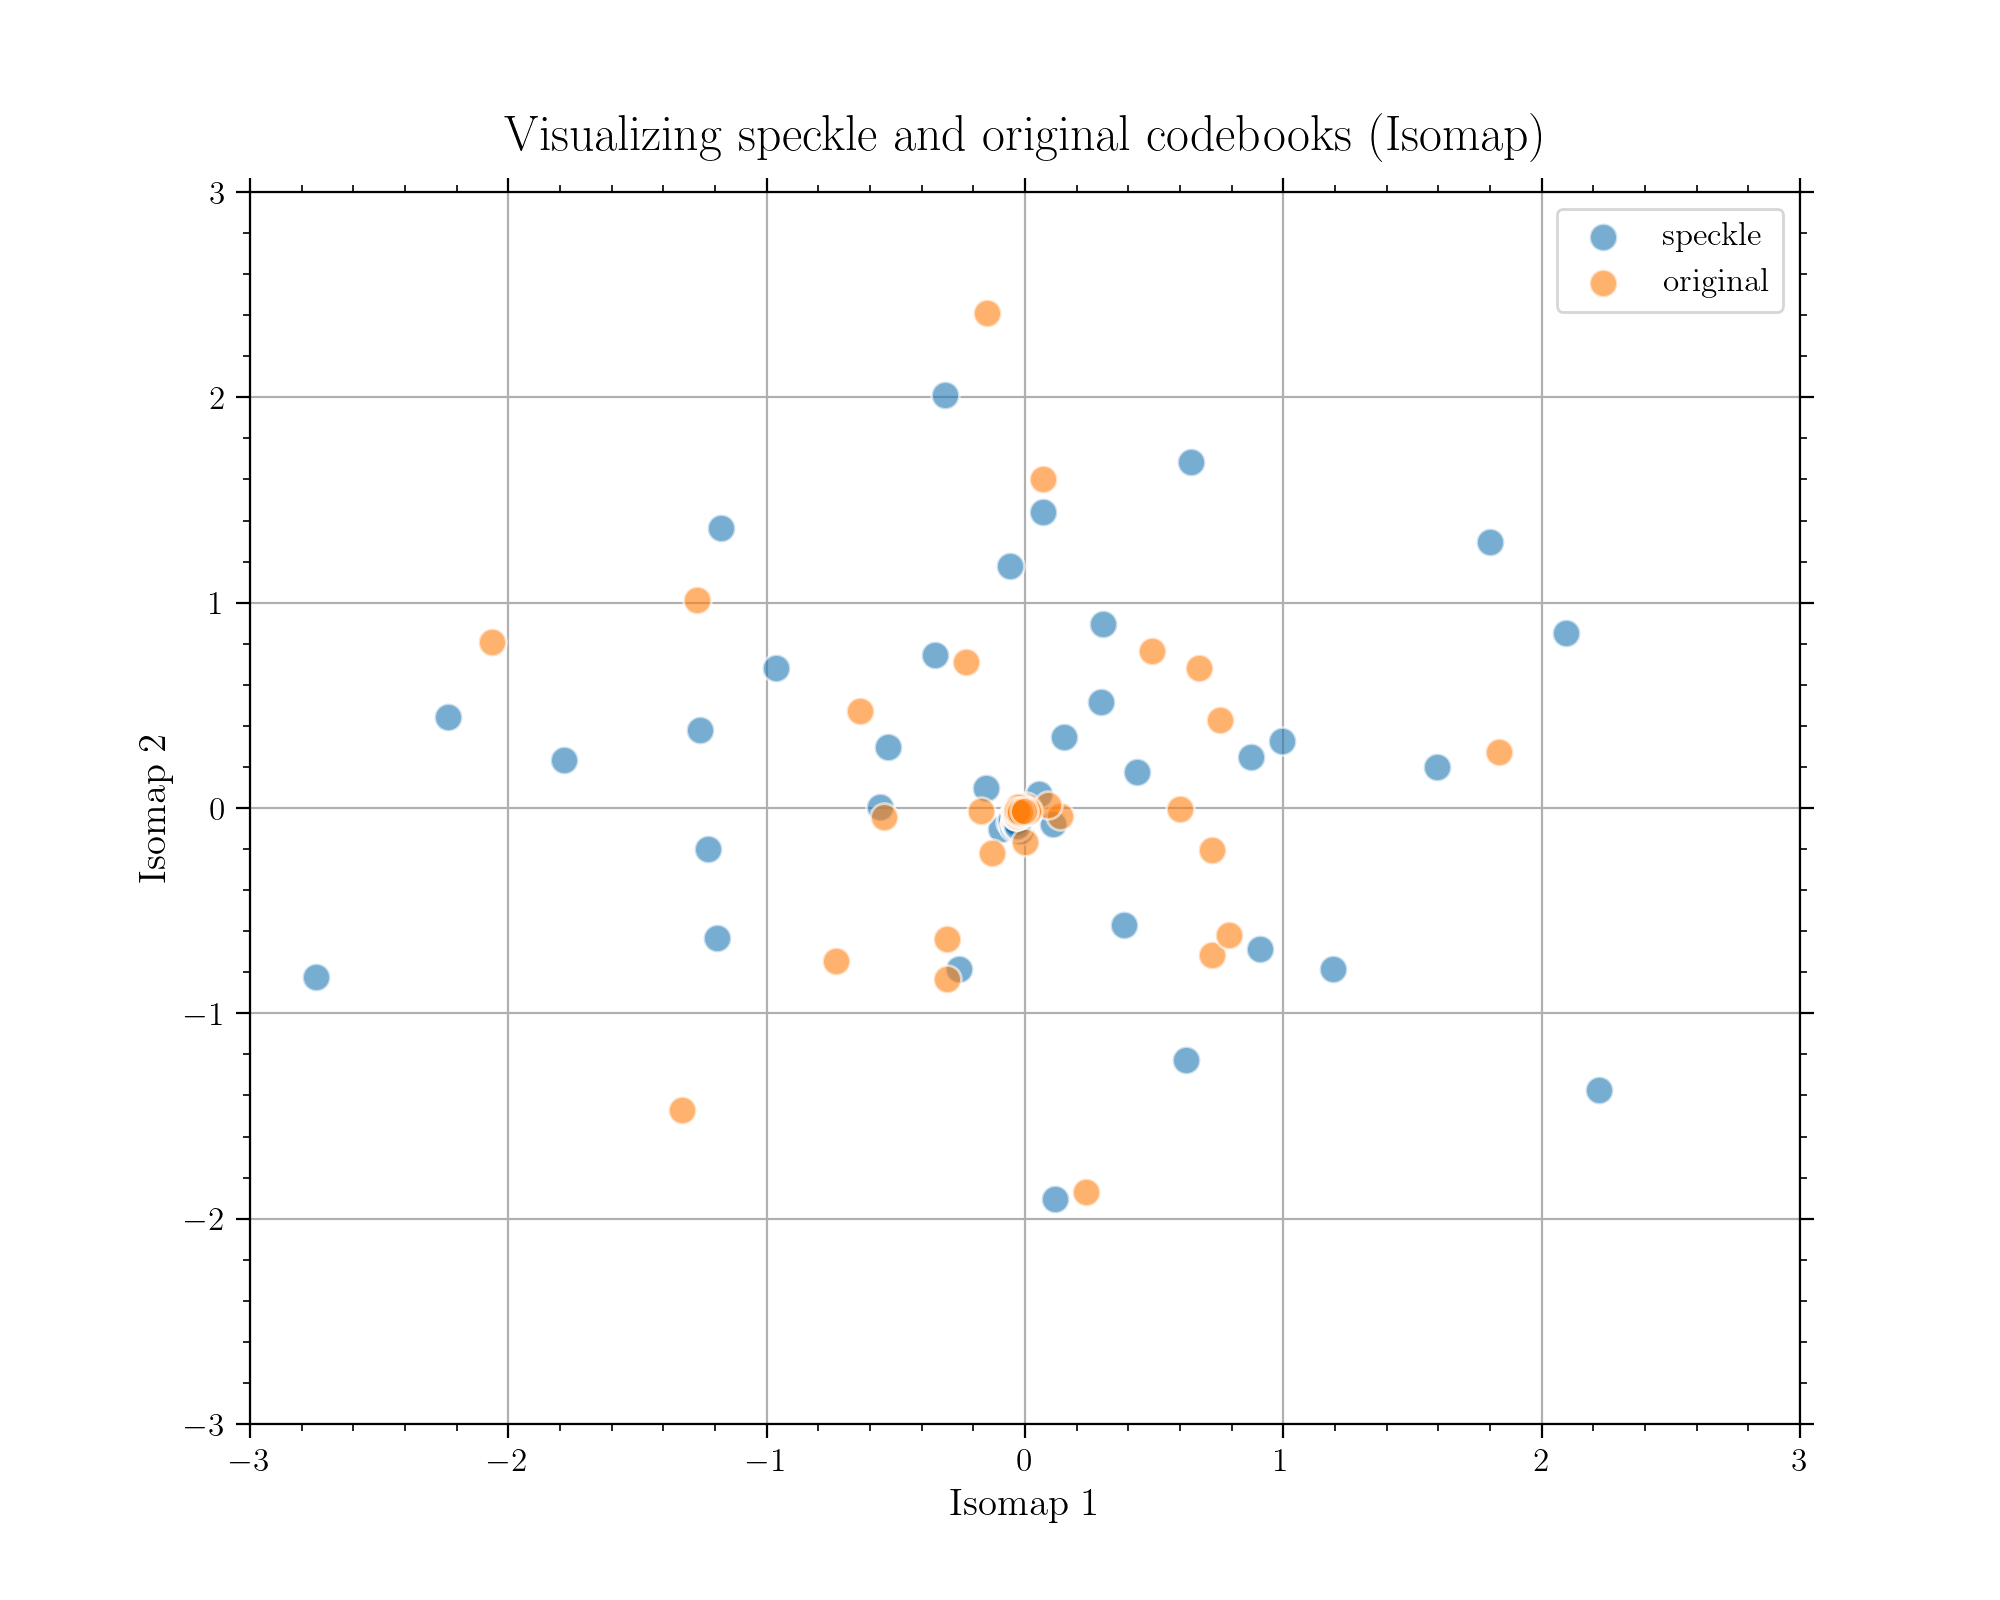 Visualizing speckle and original codebooks (Isomap)
speckle
original
3
2
1
0
−1
−2
−3
Isomap 2
−3 −2 −1 0 1 2 3
Isomap 1